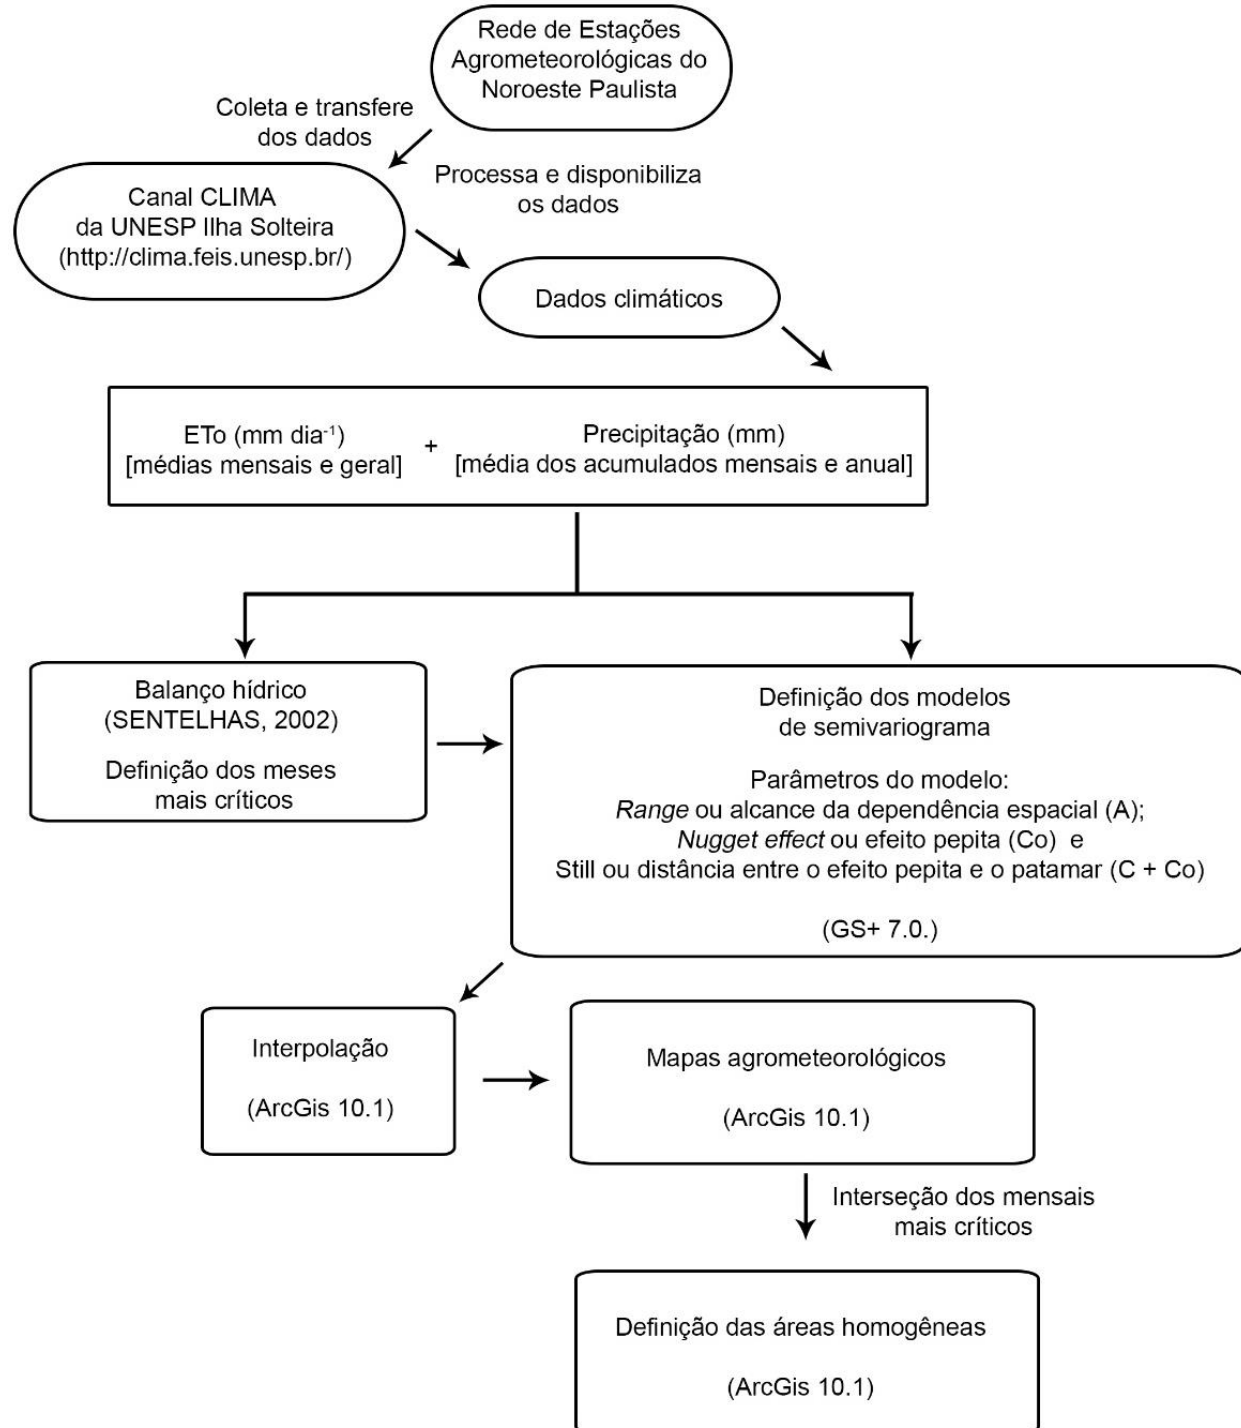 Rede de Estações
Agrometeorológicas do
Noroeste Paulista
Coleta e transfere
dos dados
Processa e disponibiliza
os dados
Canal CLIMA
da UNESP Ilha Solteira
(http://clima.feis.unesp.br/)
Dados climáticos
ETo (mm dia⁻¹)
[médias mensais e geral]
+
Precipitação (mm)
[média dos acumulados mensais e anual]
Balanço hídrico
(SENTELHAS, 2002)
Definição dos meses
mais críticos
Definição dos modelos
de semivariograma
Parâmetros do modelo:
Range ou alcance da dependência espacial (A);
Nugget effect ou efeito pepita (Co) e
Still ou distância entre o efeito pepita e o patamar (C + Co)
(GS+ 7.0.)
Interpolação
(ArcGis 10.1)
Mapas agrometeorológicos
(ArcGis 10.1)
Interseção dos mensais
mais críticos
Definição das áreas homogêneas
(ArcGis 10.1)